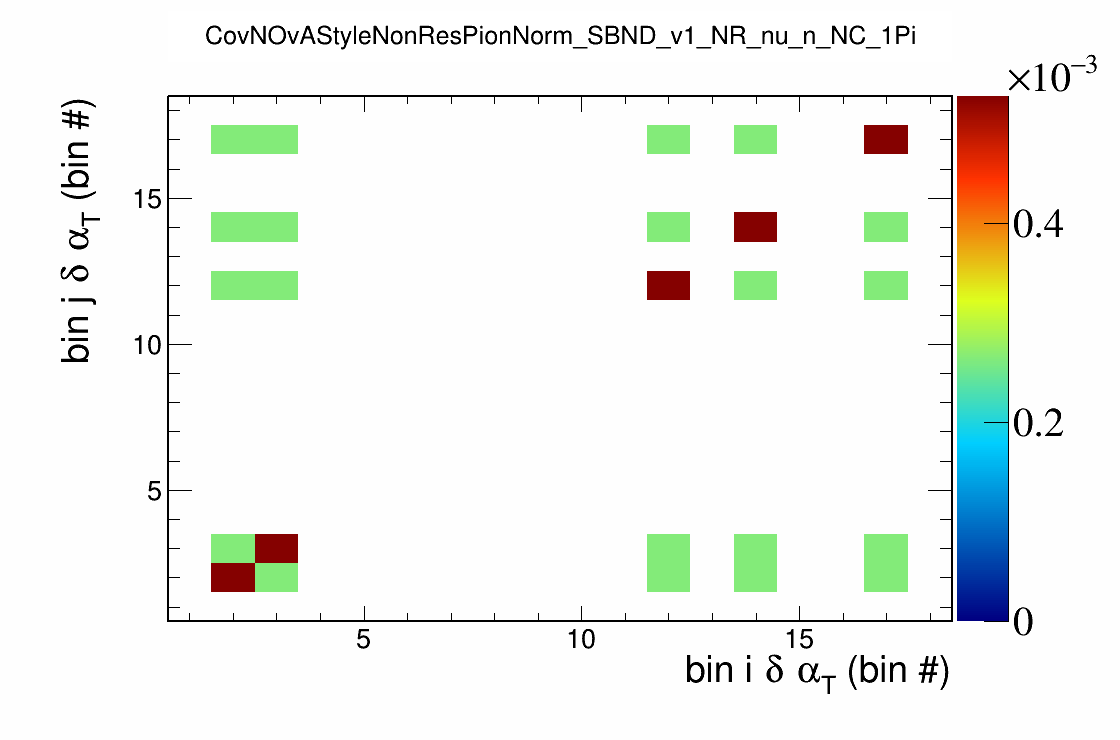 CovNOvAStyleNonResPionNorm_SBND_v1_NR_nu_n_NC_1Pi
×10⁻³
bin j δ α_T (bin #)
15
10
5
0.4
0.2
0
5 10 15
bin i δ α_T (bin #)